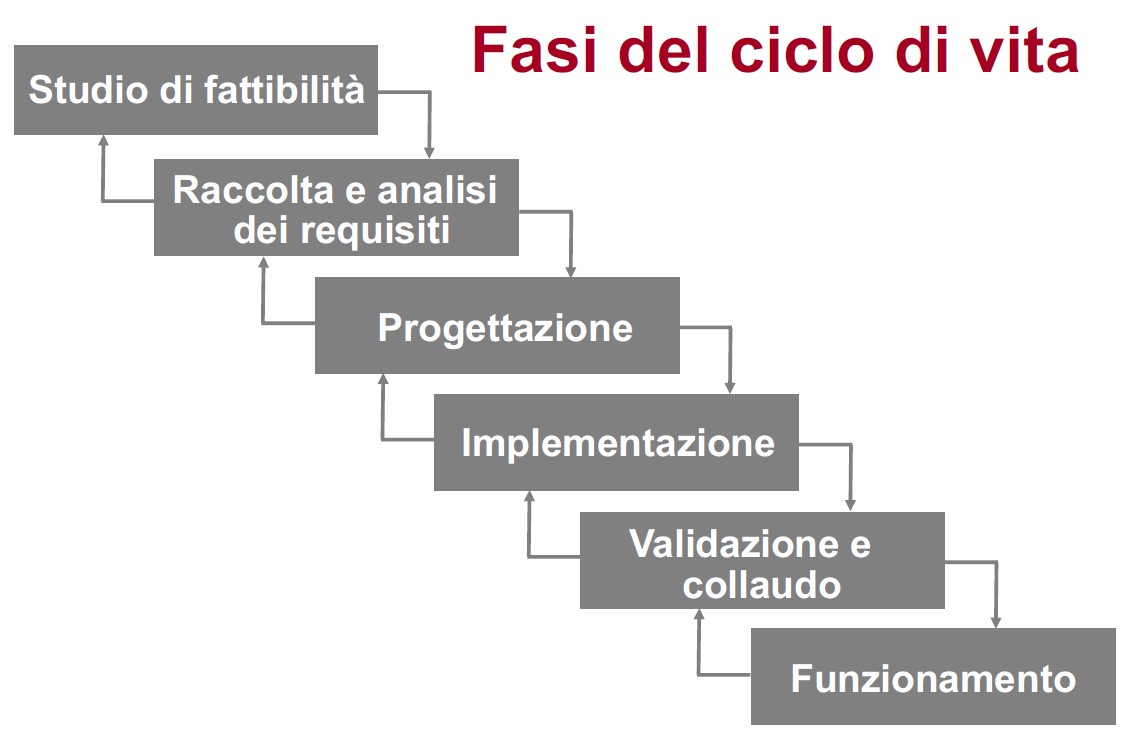 Fasi del ciclo di vita
Studio di fattibilità
Raccolta e analisi
dei requisiti
Progettazione
Implementazione
Validazione e
collaudo
Funzionamento